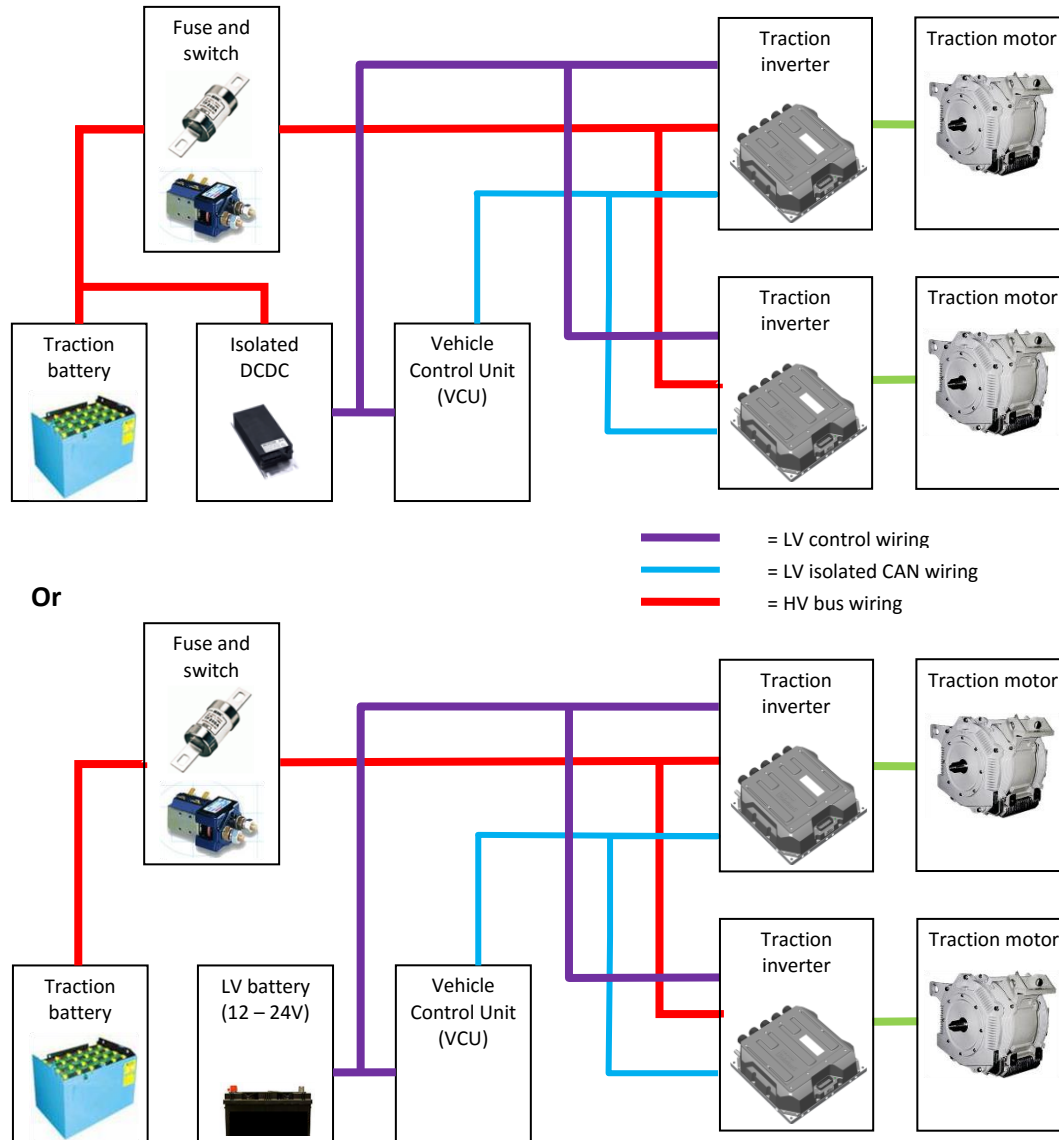 Fuse and
switch
Traction
inverter
Traction motor
Traction
inverter
Traction motor
Traction
battery
Isolated
DCDC
Vehicle
Control Unit
(VCU)
= LV control wiring
= LV isolated CAN wiring
= HV bus wiring
Or
Fuse and
switch
Traction
inverter
Traction motor
Traction
inverter
Traction motor
Traction
battery
LV battery
(12 – 24V)
Vehicle
Control Unit
(VCU)